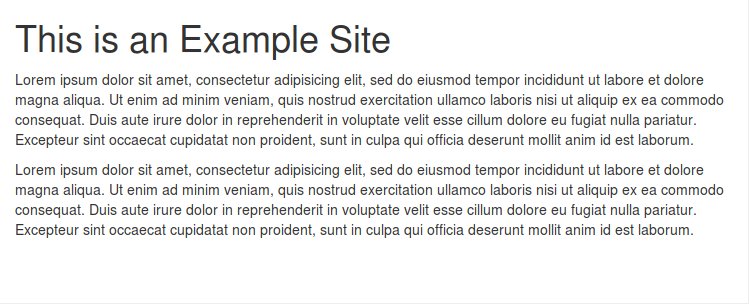 This is an Example Site
Lorem ipsum dolor sit amet, consectetur adipisicing elit, sed do eiusmod tempor incididunt ut labore et dolore
magna aliqua. Ut enim ad minim veniam, quis nostrud exercitation ullamco laboris nisi ut aliquip ex ea commodo
consequat. Duis aute irure dolor in reprehenderit in voluptate velit esse cillum dolore eu fugiat nulla pariatur.
Excepteur sint occaecat cupidatat non proident, sunt in culpa qui officia deserunt mollit anim id est laborum.
Lorem ipsum dolor sit amet, consectetur adipisicing elit, sed do eiusmod tempor incididunt ut labore et dolore
magna aliqua. Ut enim ad minim veniam, quis nostrud exercitation ullamco laboris nisi ut aliquip ex ea commodo
consequat. Duis aute irure dolor in reprehenderit in voluptate velit esse cillum dolore eu fugiat nulla pariatur.
Excepteur sint occaecat cupidatat non proident, sunt in culpa qui officia deserunt mollit anim id est laborum.